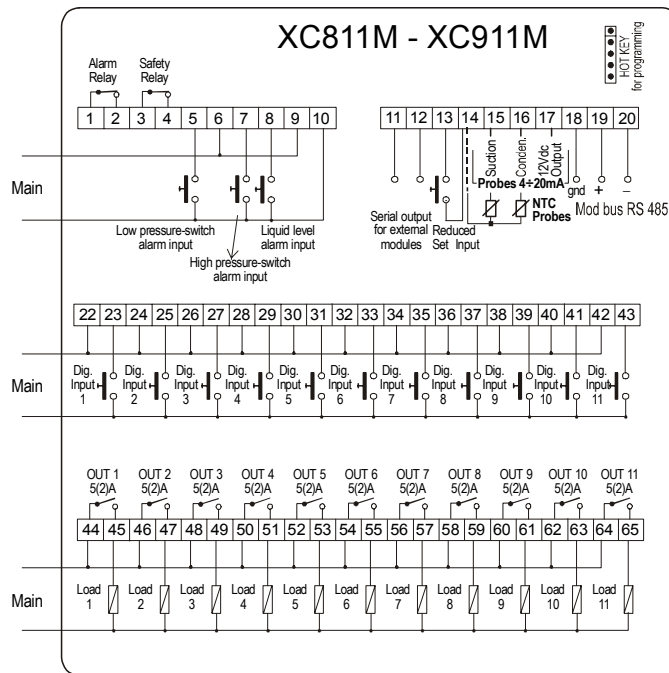 XC811M - XC911M
HOT KEY
for programming
Alarm
Relay
Safety
Relay
1 2 3 4 5 6 7 8 9 10
11 12 13 14 15 16 17 18 19 20
Suction
Conden.
12Vdc
Output
Probes 4÷20mA
gnd + –
NTC
Probes
Mod bus RS 485
Main
Low pressure-switch
alarm input
High pressure-switch
alarm input
Liquid level
alarm input
Serial output
for external
modules
Reduced
Set Input
22 23 24 25 26 27 28 29 30 31 32 33 34 35 36 37 38 39 40 41 42 43
Main
Dig.
Input
1
Dig.
Input
2
Dig.
Input
3
Dig.
Input
4
Dig.
Input
5
Dig.
Input
6
Dig.
Input
7
Dig.
Input
8
Dig.
Input
9
Dig.
Input
10
Dig.
Input
11
OUT 1
5(2)A
OUT 2
5(2)A
OUT 3
5(2)A
OUT 4
5(2)A
OUT 5
5(2)A
OUT 6
5(2)A
OUT 7
5(2)A
OUT 8
5(2)A
OUT 9
5(2)A
OUT 10
5(2)A
OUT 11
5(2)A
44 45 46 47 48 49 50 51 52 53 54 55 56 57 58 59 60 61 62 63 64 65
Main
Load
1
Load
2
Load
3
Load
4
Load
5
Load
6
Load
7
Load
8
Load
9
Load
10
Load
11